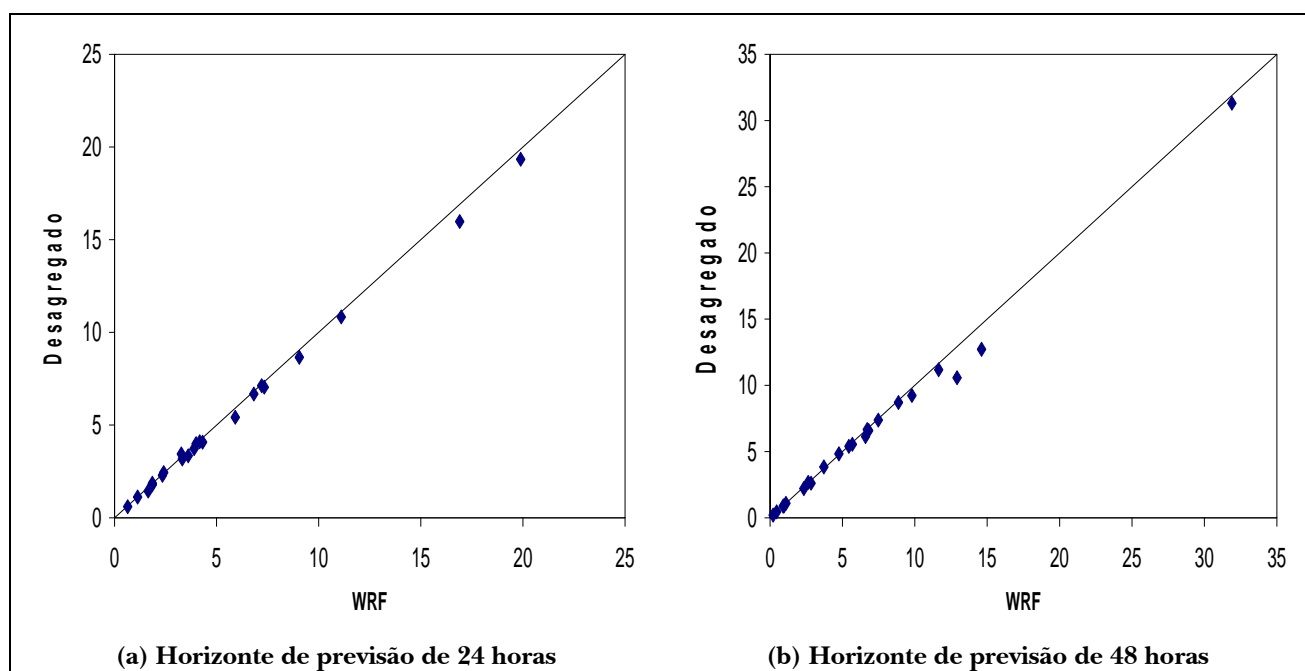 25
20
15
10
5
0
0 5 10 15 20 25
Desagregado
WRF
(a) Horizonte de previsão de 24 horas
35
30
25
20
15
10
5
0
0 5 10 15 20 25 30 35
Desagregado
WRF
(b) Horizonte de previsão de 48 horas